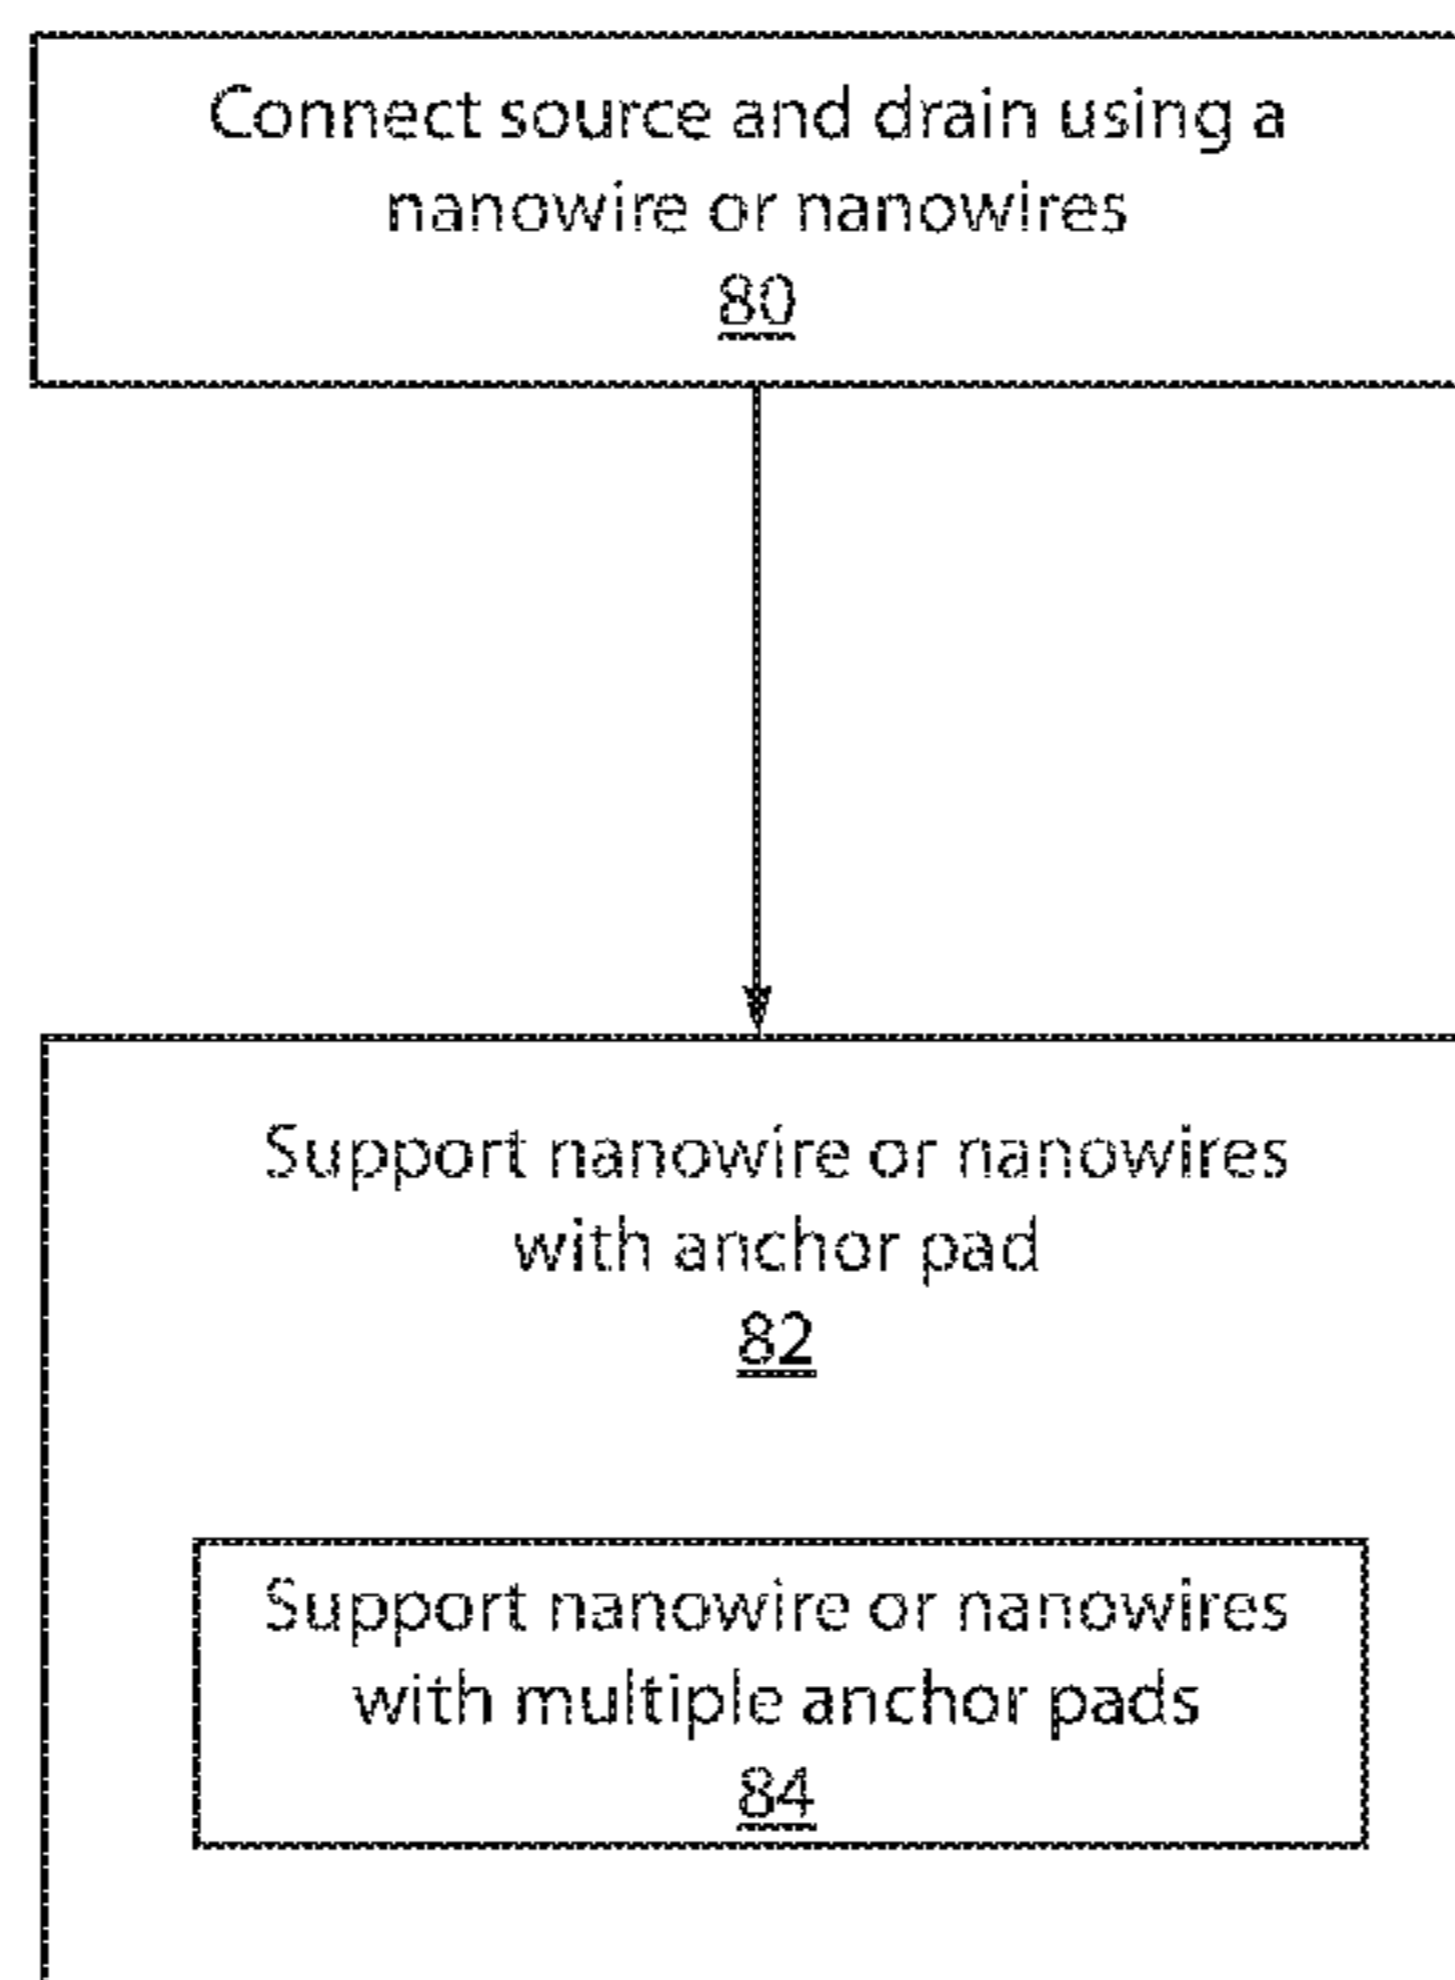 Connect source and drain using a
nanowire or nanowires
80
Support nanowire or nanowires
with anchor pad
82
Support nanowire or nanowires
with multiple anchor pads
84